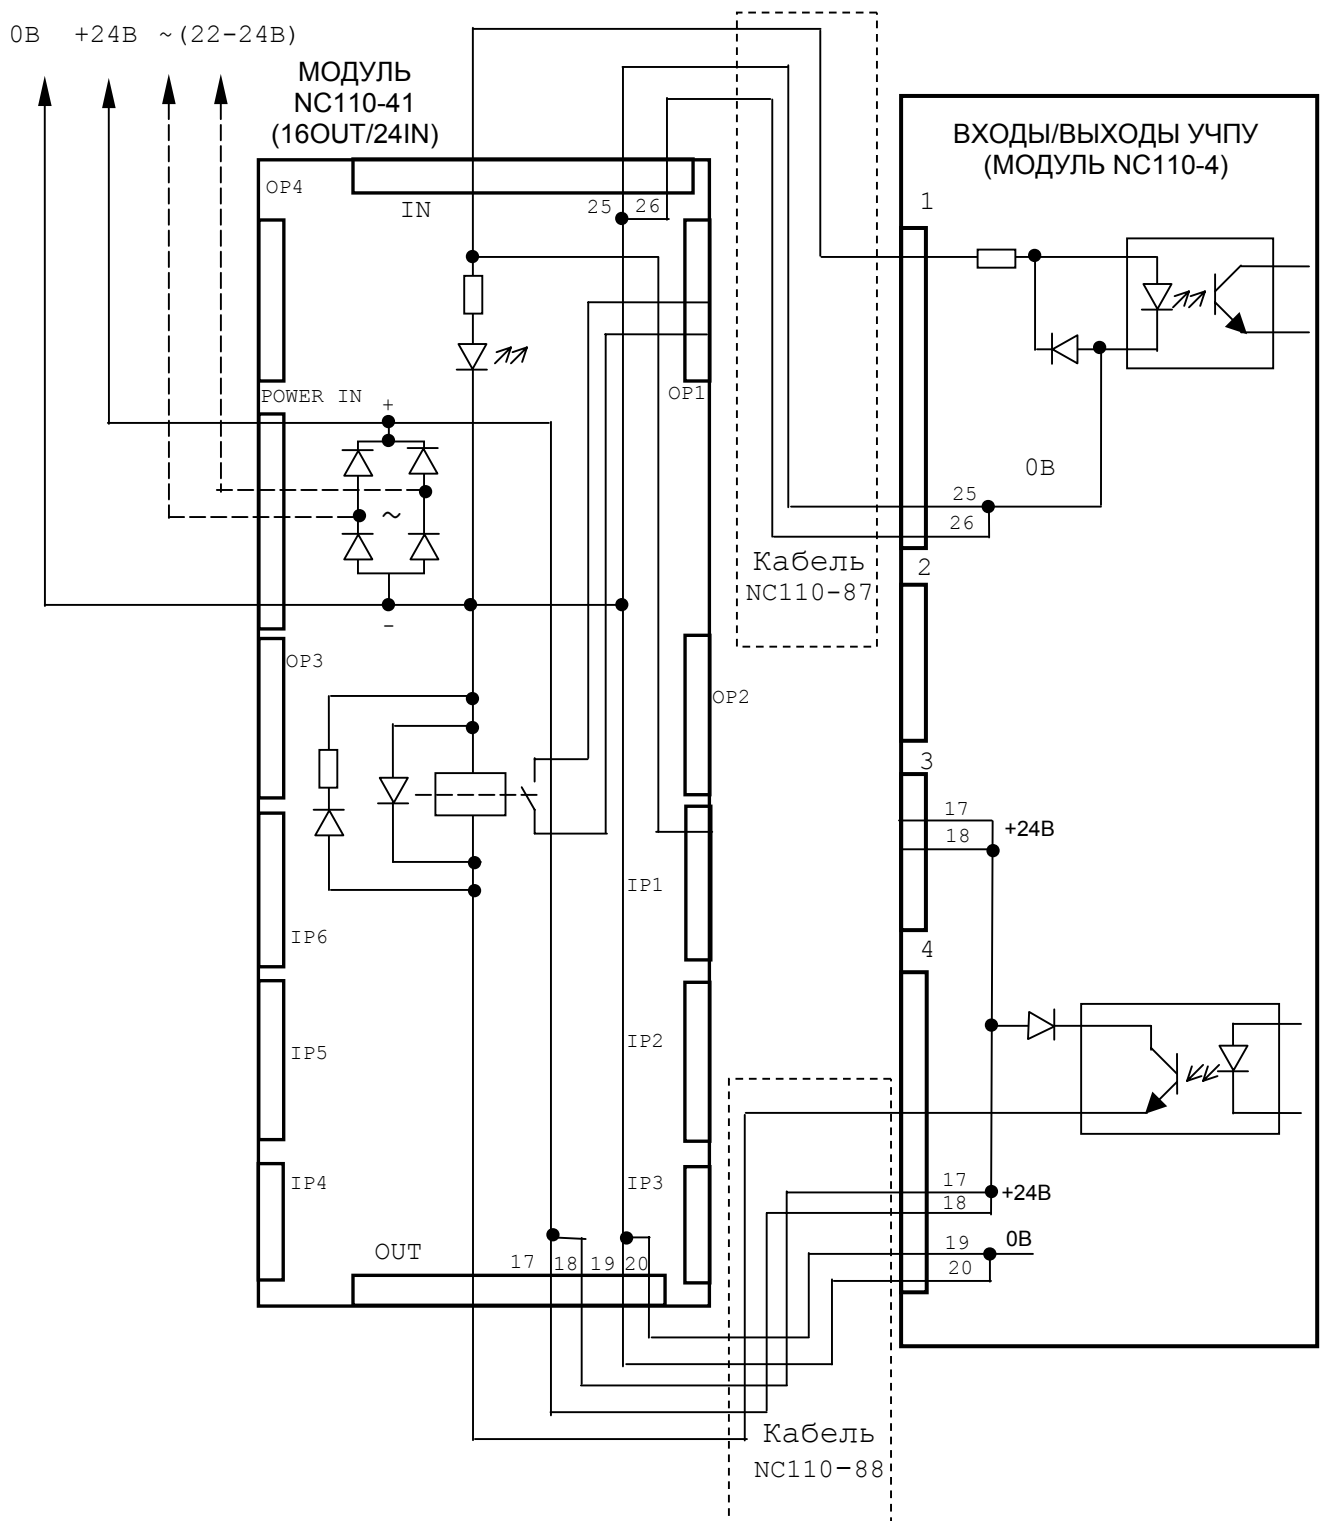 0В +24В ~(22-24В)
МОДУЛЬ
NC110-41
(16OUT/24IN)
OP4
IN
25 26
POWER IN
+
OP1
~
-
OP3
OP2
IP1
IP6
IP2
IP5
IP4
IP3
OUT
17 18 19 20
Кабель
NC110-87
Кабель
NC110-88
ВХОДЫ/ВЫХОДЫ УЧПУ
(МОДУЛЬ NC110-4)
1
0В
25
26
2
3
17
18
+24В
4
17
18
+24В
19
0В
20